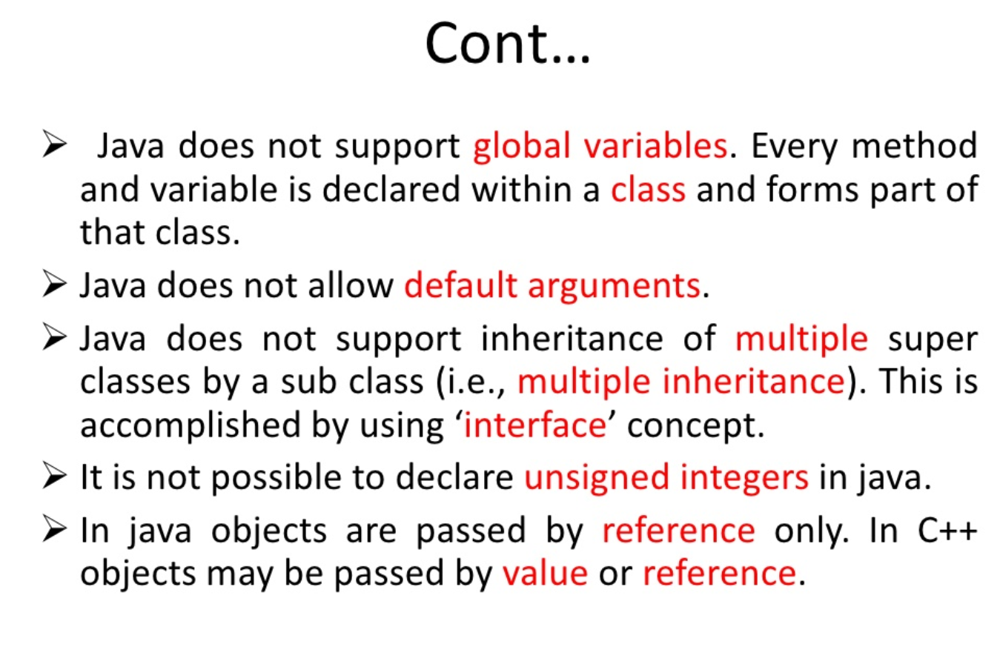 Cont…
➢ Java does not support global variables. Every method
and variable is declared within a class and forms part of
that class.
➢ Java does not allow default arguments.
➢ Java does not support inheritance of multiple super
classes by a sub class (i.e., multiple inheritance). This is
accomplished by using ‘interface’ concept.
➢ It is not possible to declare unsigned integers in java.
➢ In java objects are passed by reference only. In C++
objects may be passed by value or reference.